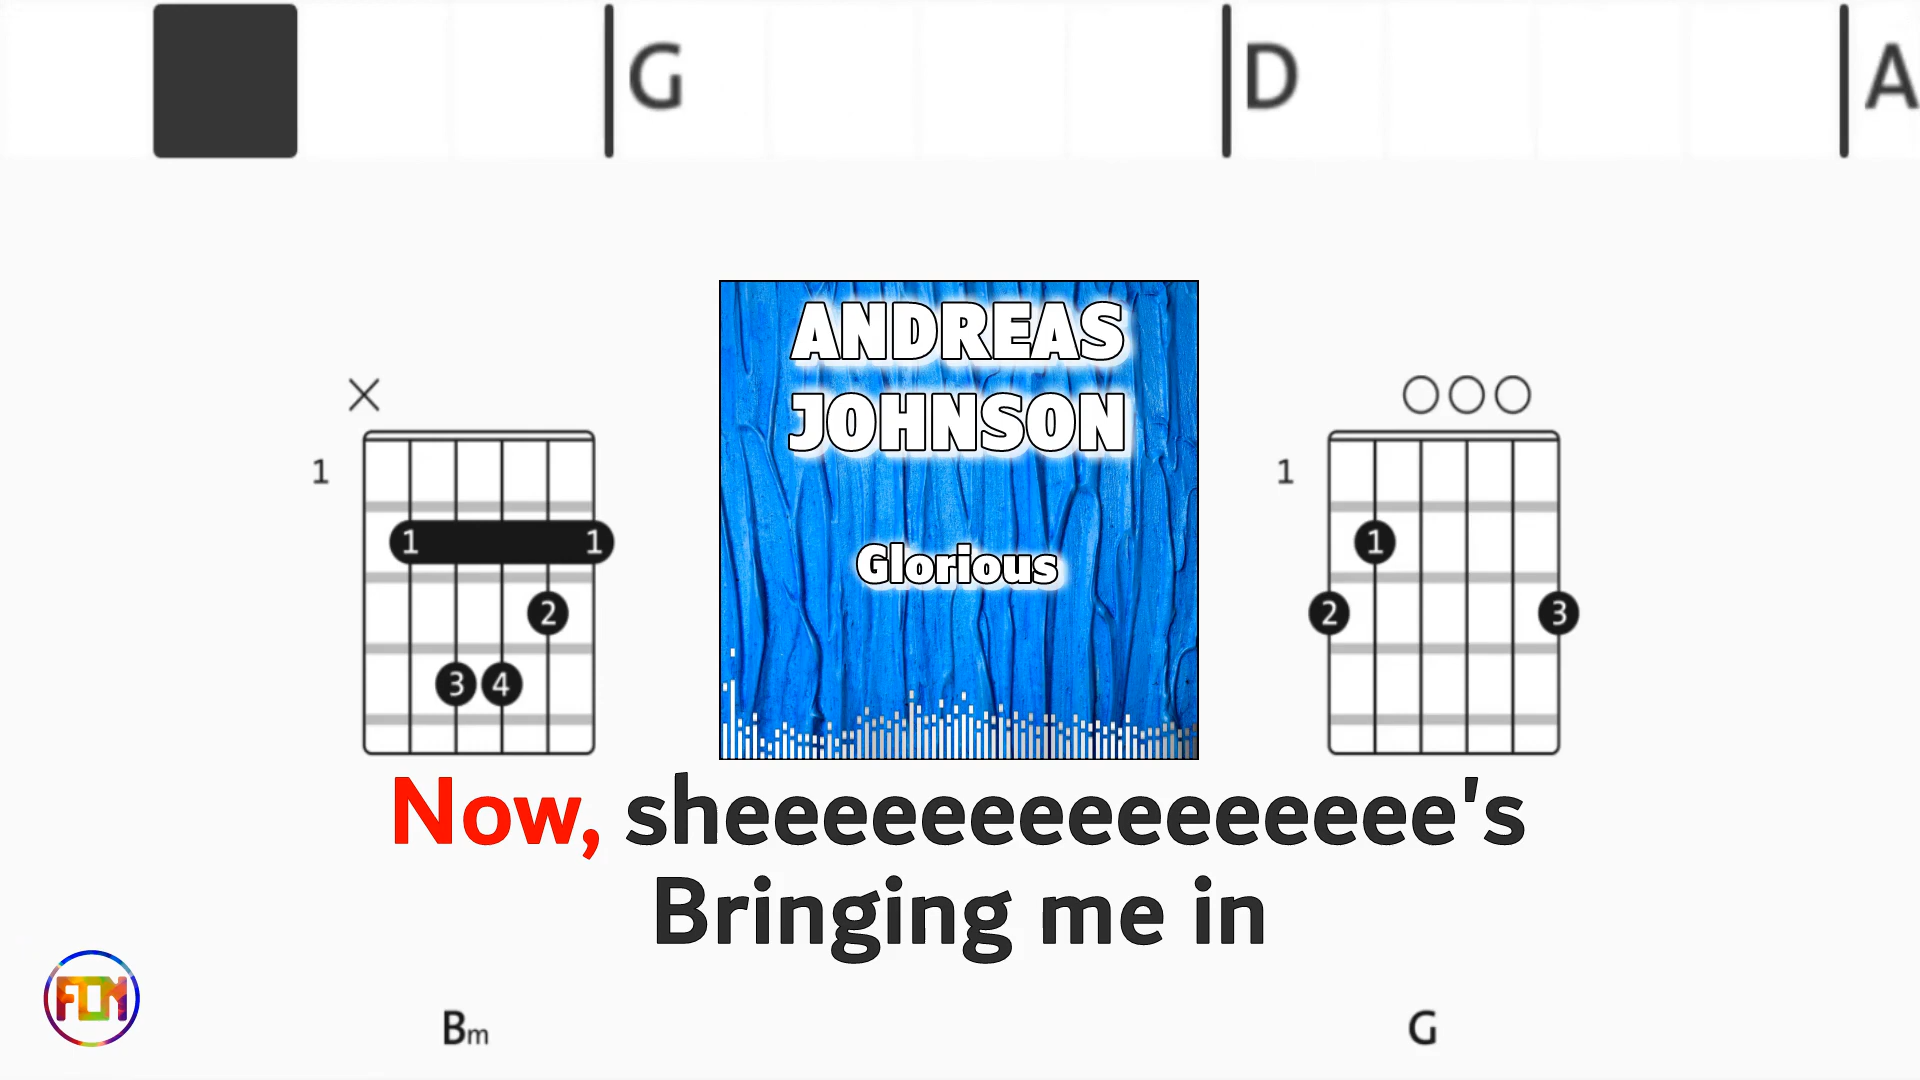 G D A
ANDREAS
JOHNSON
Glorious
1
1 1
2
3 4
1
1
2 3
Now, sheeeeeeeeeeeeeee's
Bringing me in
FCN
Bm G